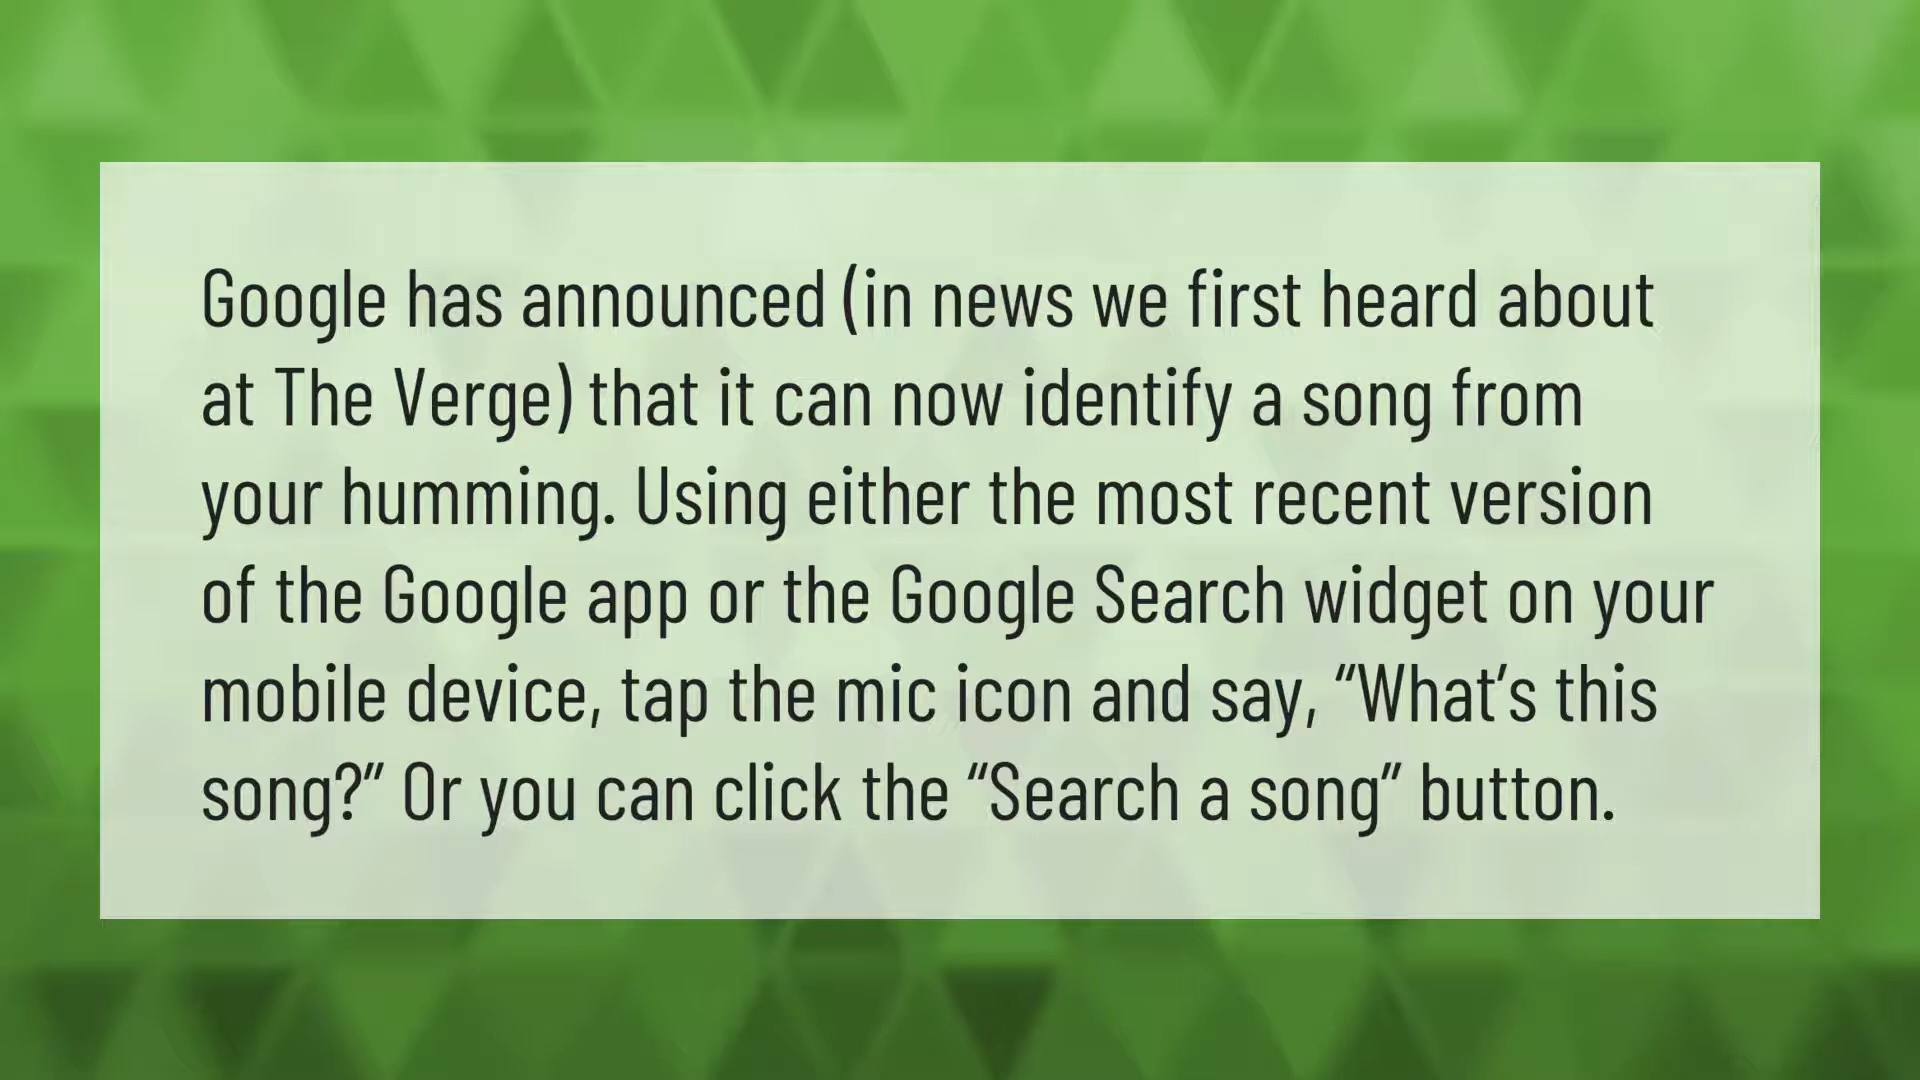 Google has announced (in news we first heard about
at The Verge) that it can now identify a song from
your humming. Using either the most recent version
of the Google app or the Google Search widget on your
mobile device, tap the mic icon and say, “What’s this
song?” Or you can click the “Search a song” button.